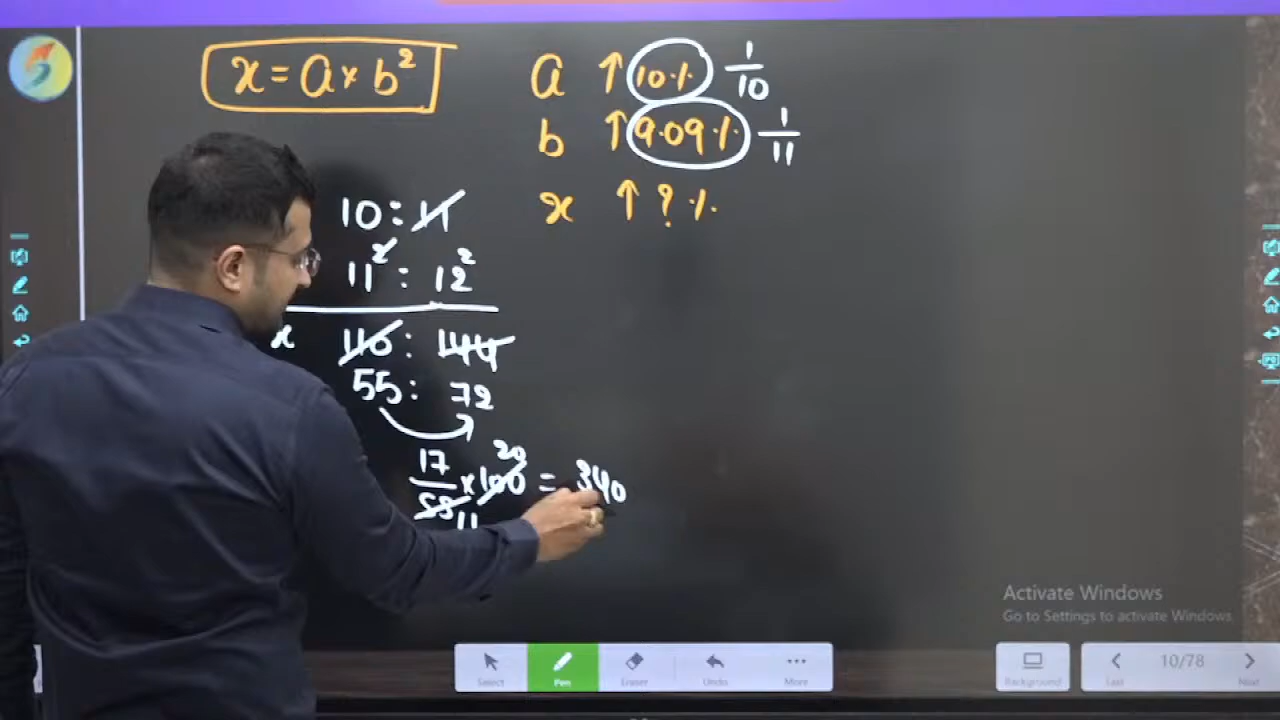 x = a × b²
a ↑ 10% 1/10
b ↑ 9.09% 1/11
x ↑ ?%
10 : 11
11² : 12²
x 110 : 144
55 : 72
17/55 × 100 = 340
20
11
Activate Windows
Go to Settings to activate Windows.
Select Pen Eraser Undo More
Background
Last 10/78 Next